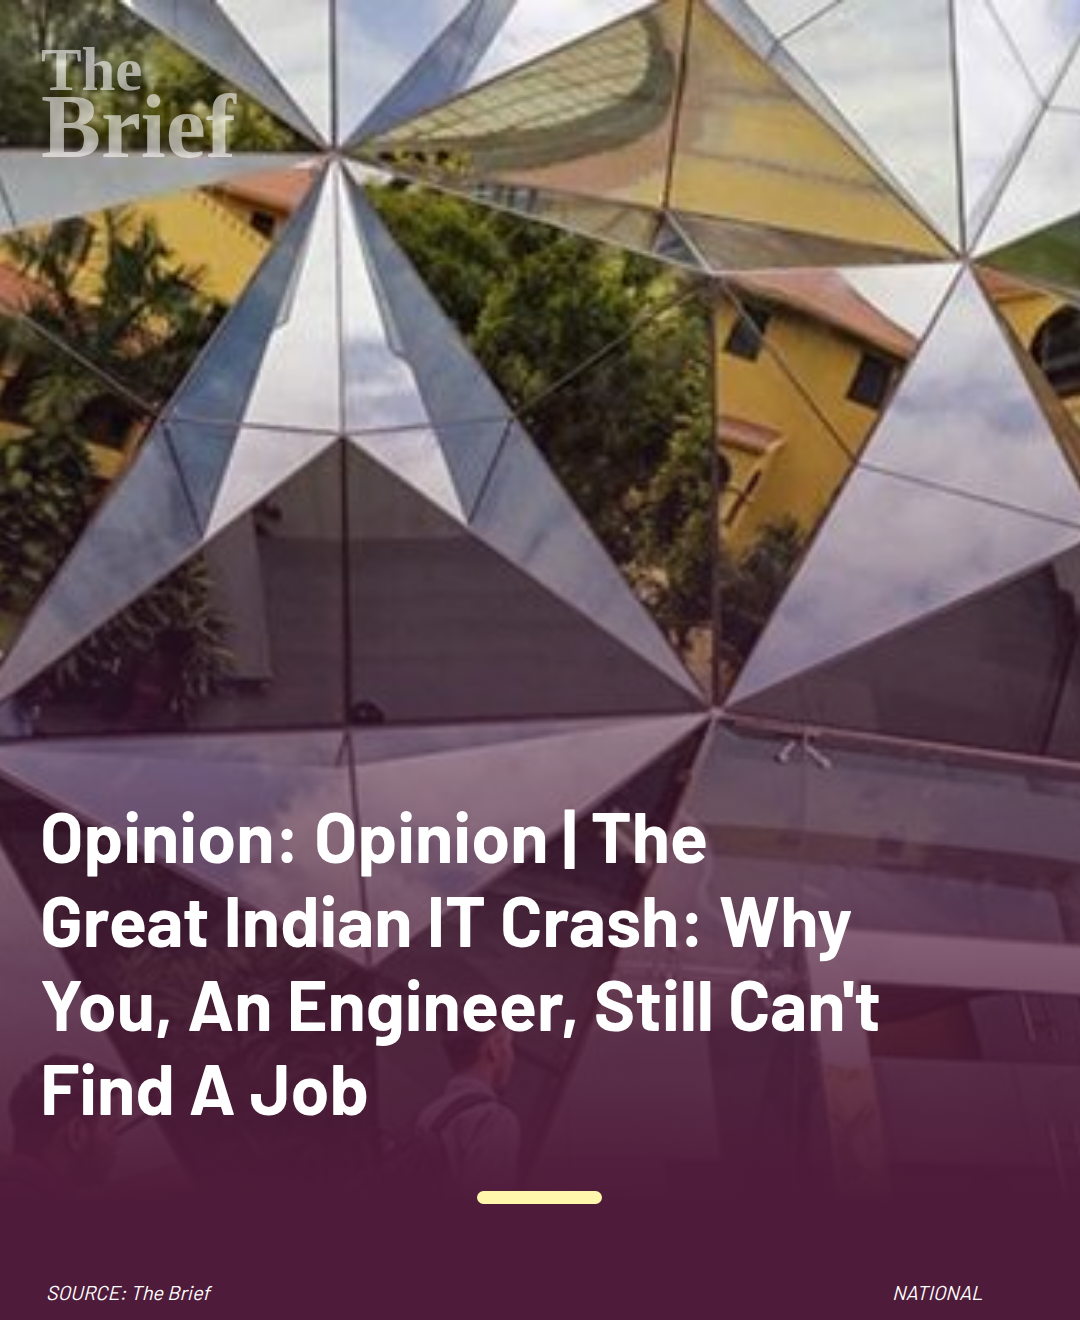 The
Brief
Opinion: Opinion | The
Great Indian IT Crash: Why
You, An Engineer, Still Can't
Find A Job
SOURCE: The Brief
NATIONAL